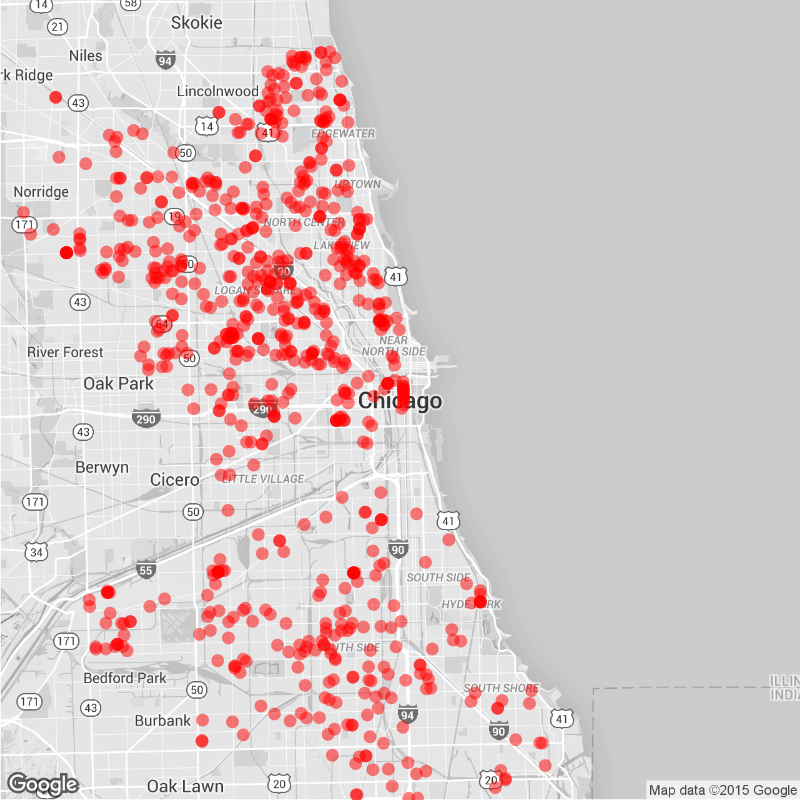 14
58
Skokie
21
Niles
94
rk Ridge
43
Lincolnwood
14
41
EDGEWATER
50
Norridge
UPTOWN
171
19
NORTH CENTER
LAKEVIEW
50
90
41
LOGAN SQUARE
43
64
NEAR
NORTH SIDE
River Forest
50
Oak Park
290
290
Chicago
43
Berwyn
Cicero
LITTLE VILLAGE
171
50
41
34
90
55
SOUTH SIDE
HYDE PARK
171
SOUTH SIDE
Bedford Park
ILLIN
INDIA
50
SOUTH SHORE
171
43
94
41
Burbank
90
Google
Oak Lawn
20
20
Map data ©2015 Google